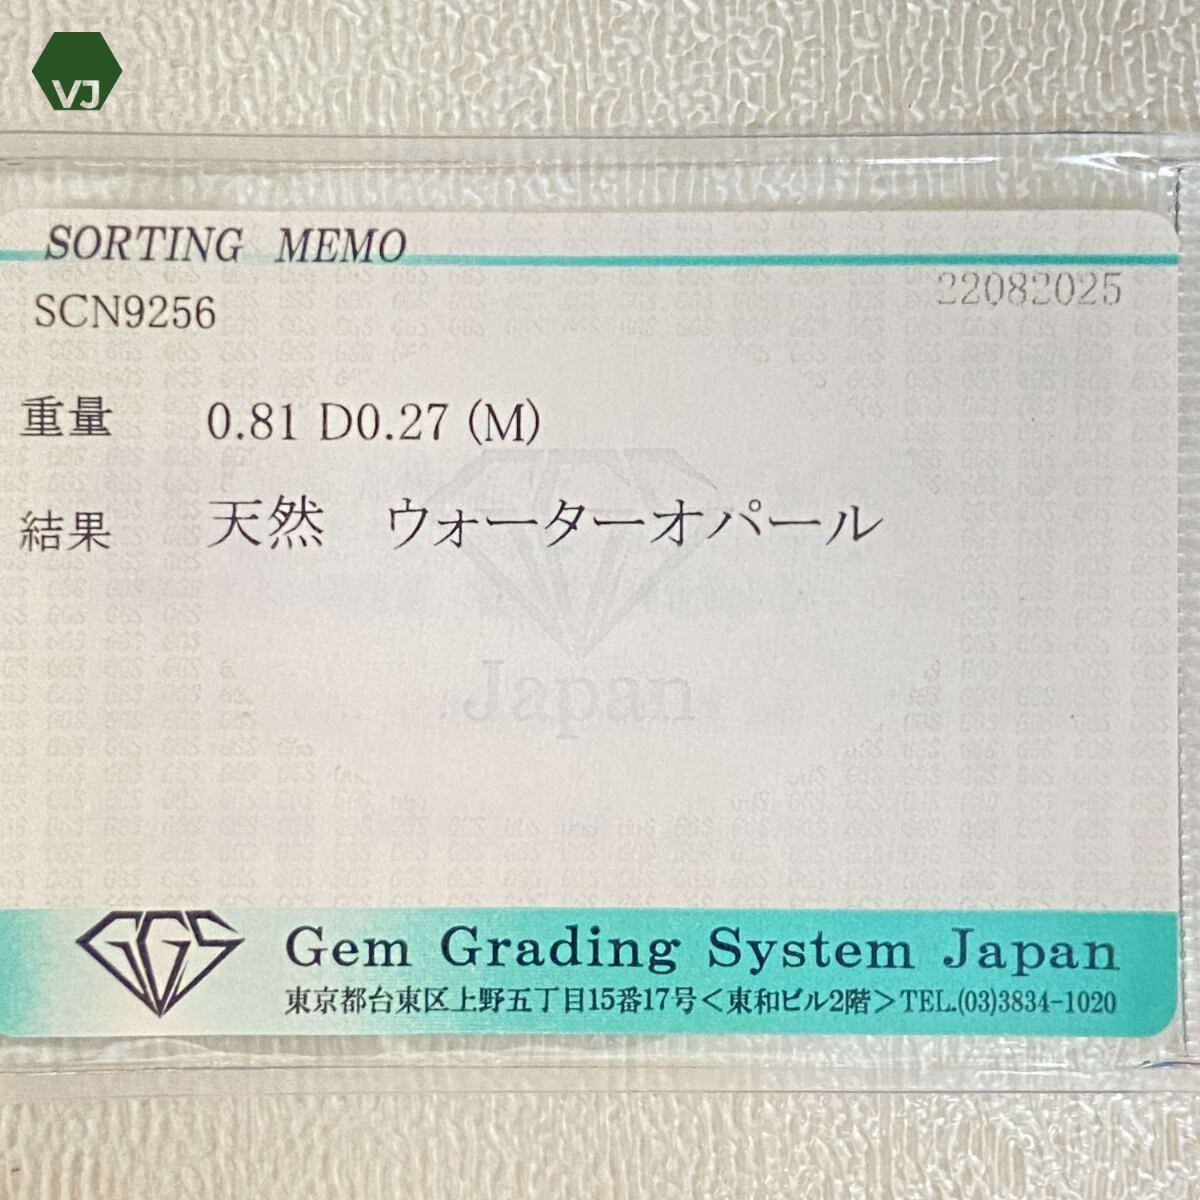 VJ
SORTING MEMO
22082025
SCN9256
重量 0.81 D0.27 (M)
結果 天然 ウォーターオパール
Japan
GGS Gem Grading System Japan
東京都台東区上野五丁目15番17号<東和ビル2階>TEL.(03)3834-1020